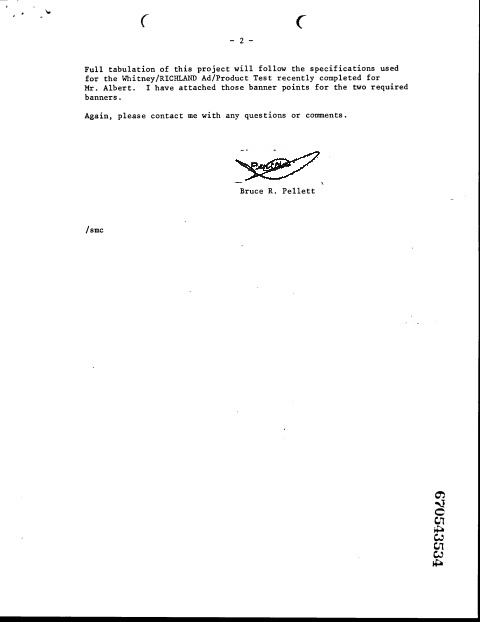 - 2 -
Full tabulation of this project will follow the specifications used
for the Whitney/RICHLAND Ad/Product Test recently completed for
Mr. Albert.  I have attached those banner points for the two required
banners.
Again, please contact me with any questions or comments.
Bruce R. Pellett
/smc
670543534